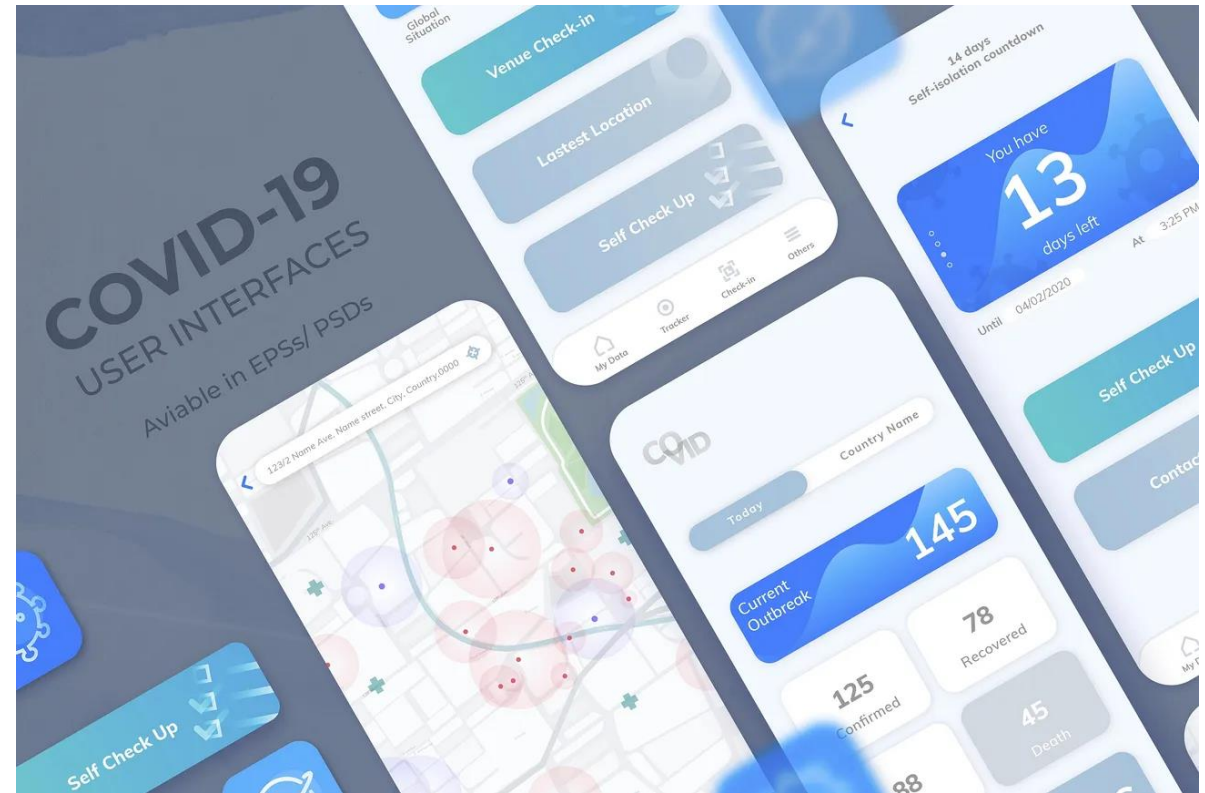 COVID-19
USER INTERFACES
Aviable in EPSs/ PSDs
Global
Situation
Venue Check-in
Lastest Location
Self Check Up
My Data
Tracker
Check-in
Others
14 days
Self-isolation countdown
You have
13
days left
Until 04/02/2020 At 3:25 PM
Self Check Up
Contac
My D
123/2 Name Ave, Name street, City, Country,0000
COVID
Today
Country Name
Current
Outbreak
145
125
Confirmed
78
Recovered
45
Death
88
Self Check Up